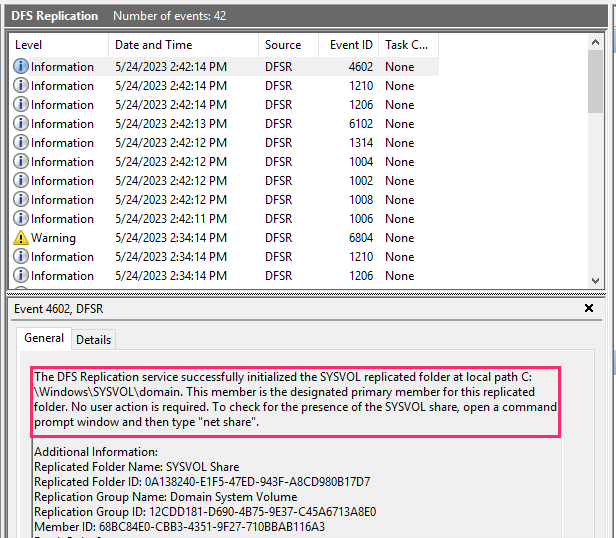 DFS Replication Number of events: 42
Level Date and Time Source Event ID Task C...
Information 5/24/2023 2:42:14 PM DFSR 4602 None
Information 5/24/2023 2:42:14 PM DFSR 1210 None
Information 5/24/2023 2:42:14 PM DFSR 1206 None
Information 5/24/2023 2:42:13 PM DFSR 6102 None
Information 5/24/2023 2:42:12 PM DFSR 1314 None
Information 5/24/2023 2:42:12 PM DFSR 1004 None
Information 5/24/2023 2:42:12 PM DFSR 1002 None
Information 5/24/2023 2:42:12 PM DFSR 1008 None
Information 5/24/2023 2:42:11 PM DFSR 1006 None
Warning 5/24/2023 2:34:14 PM DFSR 6804 None
Information 5/24/2023 2:34:14 PM DFSR 1210 None
Information 5/24/2023 2:34:14 PM DFSR 1206 None
Event 4602, DFSR
General Details
The DFS Replication service successfully initialized the SYSVOL replicated folder at local path C:
\Windows\SYSVOL\domain. This member is the designated primary member for this replicated
folder. No user action is required. To check for the presence of the SYSVOL share, open a command
prompt window and then type "net share".
Additional Information:
Replicated Folder Name: SYSVOL Share
Replicated Folder ID: 0A138240-E1F5-47ED-943F-A8CD980B17D7
Replication Group Name: Domain System Volume
Replication Group ID: 12CDD181-D690-4B75-9E37-C45A6713A8E0
Member ID: 68BC84E0-CBB3-4351-9F27-710BBAB116A3